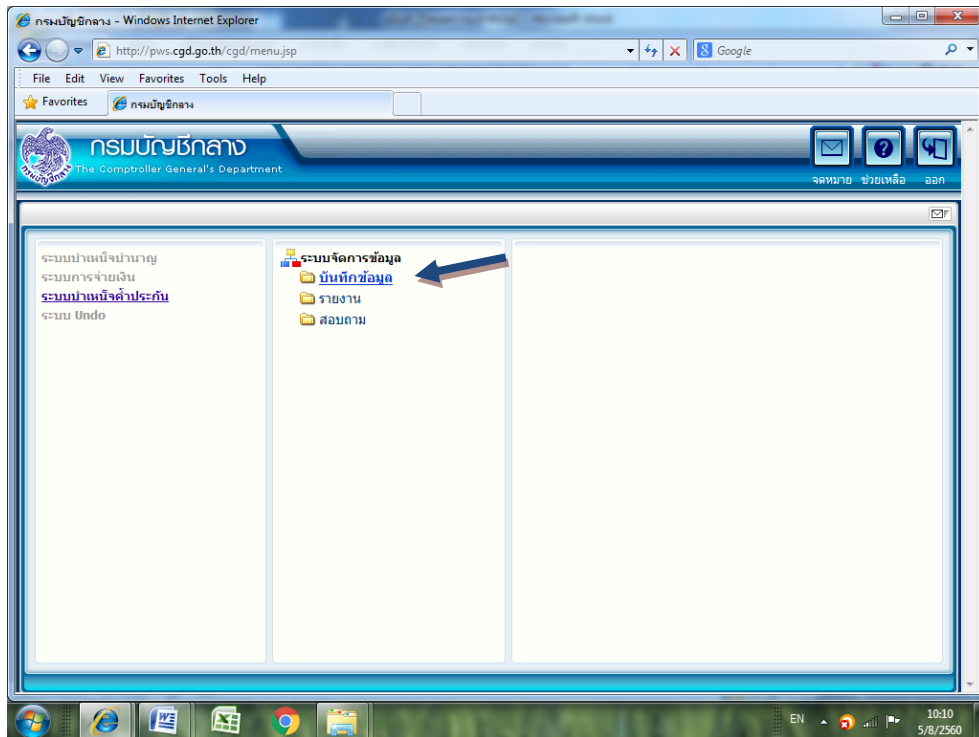 กรมบัญชีกลาง - Windows Internet Explorer
http://pws.cgd.go.th/cgd/menu.jsp
Google
File Edit View Favorites Tools Help
Favorites
กรมบัญชีกลาง
กรมบัญชีกลาง
The Comptroller General's Department
จดหมาย ช่วยเหลือ ออก
ระบบบำเหน็จบำนาญ
ระบบการจ่ายเงิน
ระบบบำเหน็จค้ำประกัน
ระบบ Undo
ระบบจัดการข้อมูล
บันทึกข้อมูล
รายงาน
สอบถาม
EN
10:10
5/8/2560